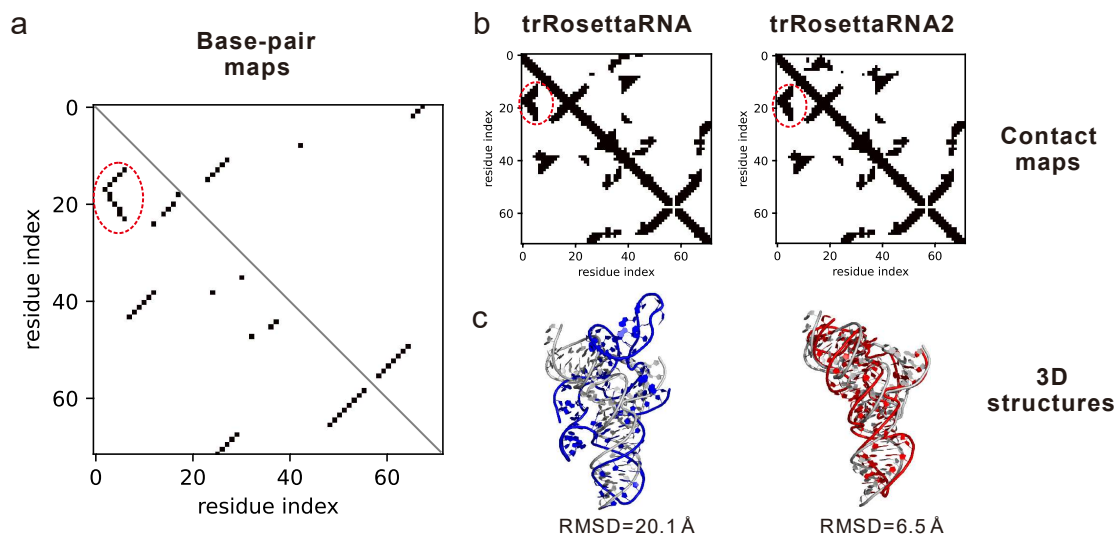 a
Base-pair
maps
0
20
40
60
residue index
0
20
40
60
residue index
b
trRosettaRNA
trRosettaRNA2
0
20
40
60
residue index
0
20
40
60
residue index
0
20
40
60
residue index
0
20
40
60
residue index
Contact
maps
c
RMSD=20.1 Å
RMSD=6.5 Å
3D
structures